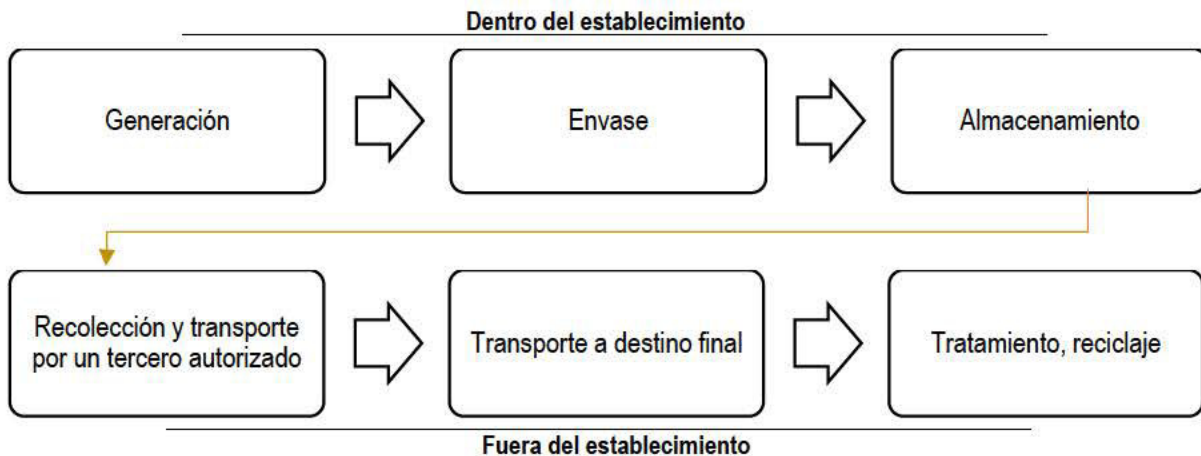 Dentro del establecimiento
Generación
Envase
Almacenamiento
Recolección y transporte
por un tercero autorizado
Transporte a destino final
Tratamiento, reciclaje
Fuera del establecimiento